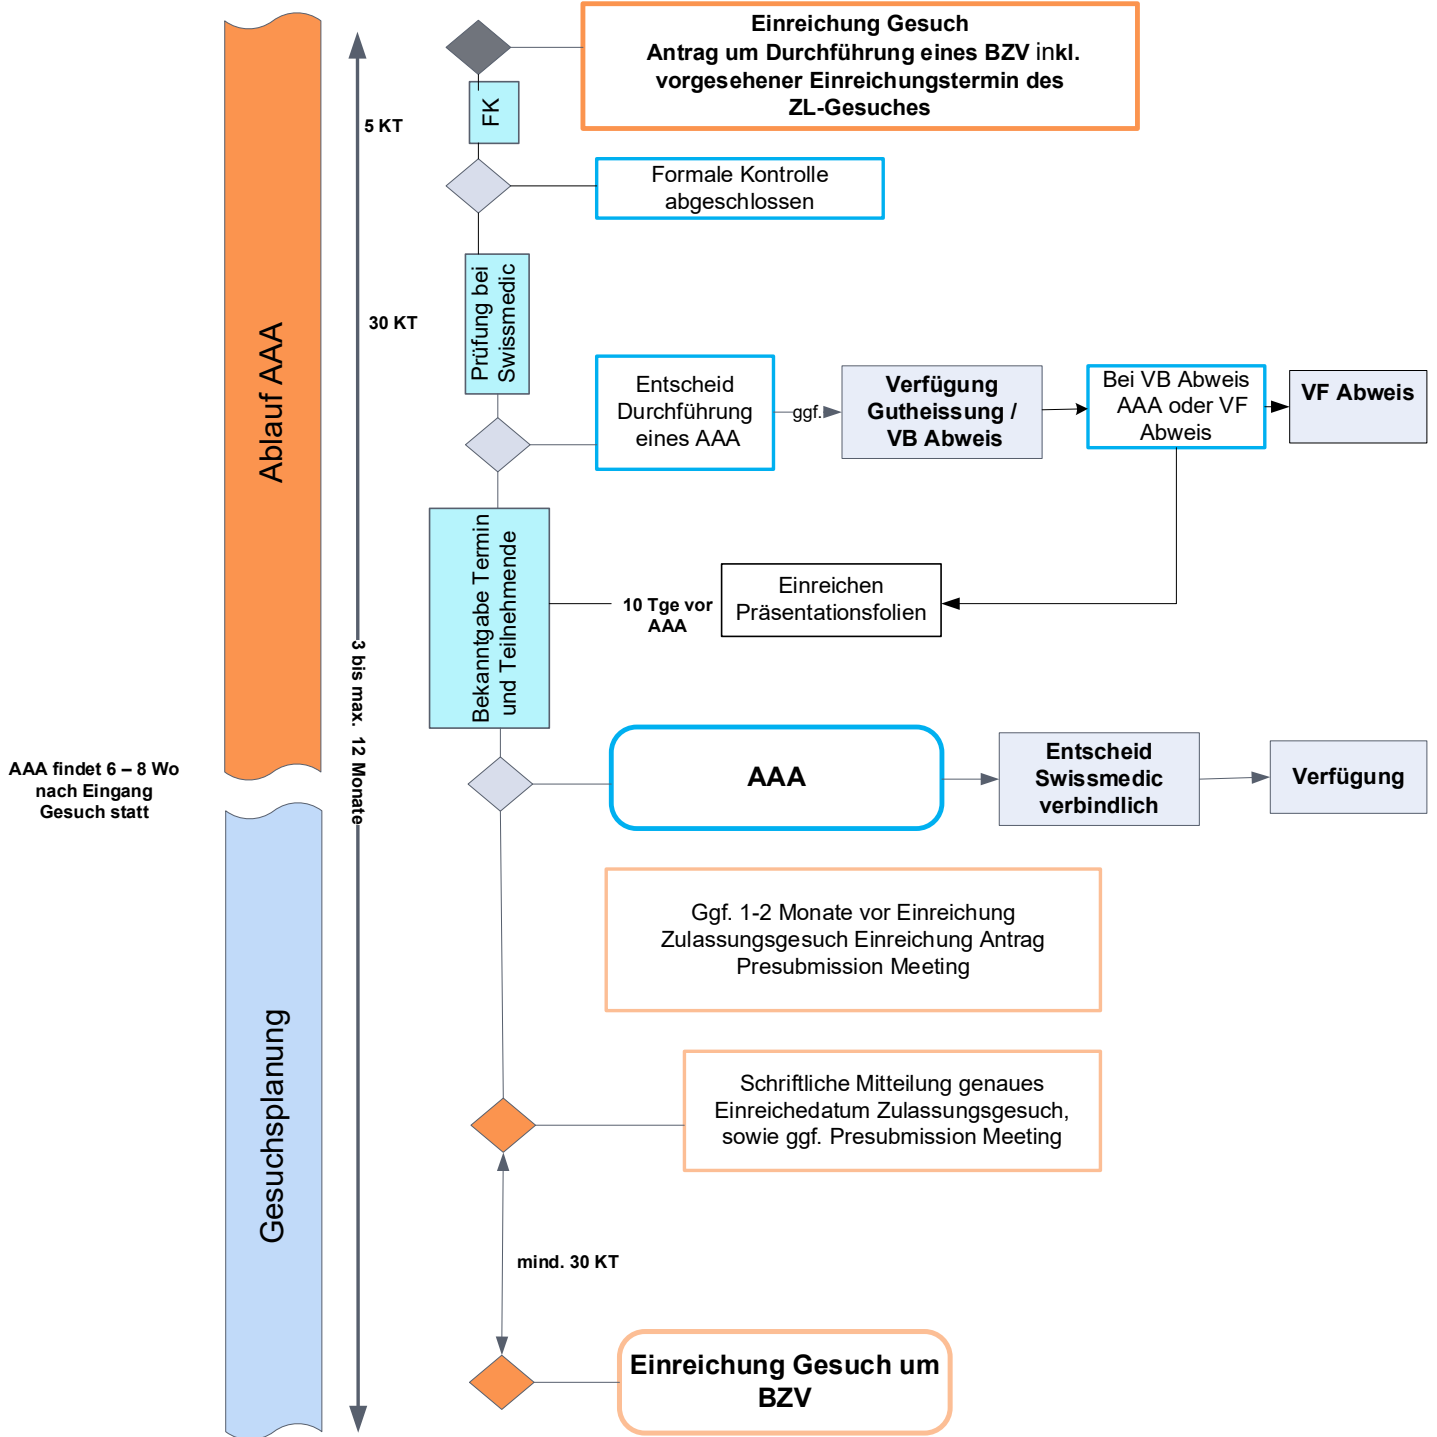 Einreichung Gesuch
Antrag um Durchführung eines BZV inkl.
vorgesehener Einreichungstermin des
ZL-Gesuches
FK
5 KT
Formale Kontrolle
abgeschlossen
Prüfung bei
Swissmedic
30 KT
Ablauf AAA
Entscheid
Durchführung
eines AAA
ggf.
Verfügung
Gutheissung /
VB Abweis
Bei VB Abweis
AAA oder VF
Abweis
VF Abweis
Bekanntgabe Termin
und Teilnehmende
10 Tge vor
AAA
Einreichen
Präsentationsfolien
3 bis max. 12 Monate
AAA findet 6 – 8 Wo
nach Eingang
Gesuch statt
AAA
Entscheid
Swissmedic
verbindlich
Verfügung
Ggf. 1-2 Monate vor Einreichung
Zulassungsgesuch Einreichung Antrag
Presubmission Meeting
Gesuchsplanung
Schriftliche Mitteilung genaues
Einreichedatum Zulassungsgesuch,
sowie ggf. Presubmission Meeting
mind. 30 KT
Einreichung Gesuch um
BZV